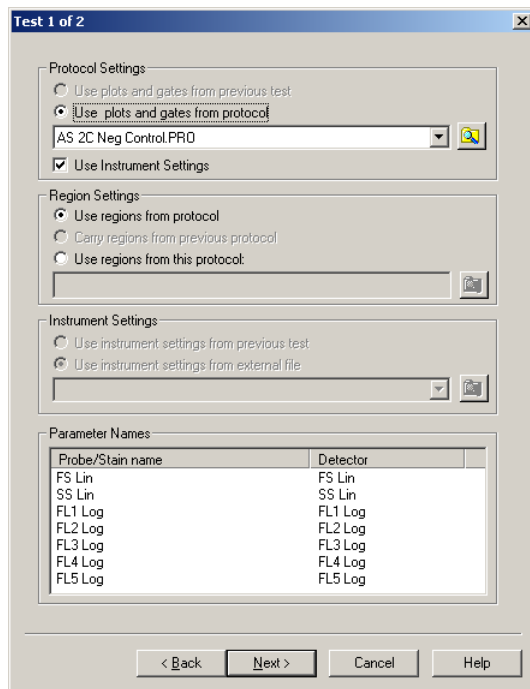 Test 1 of 2
Protocol Settings
Use plots and gates from previous test
Use plots and gates from protocol
AS 2C Neg Control.PRO
Use Instrument Settings
Region Settings
Use regions from protocol
Carry regions from previous protocol
Use regions from this protocol:
Instrument Settings
Use instrument settings from previous test
Use instrument settings from external file
Parameter Names
Probe/Stain name Detector
FS Lin FS Lin
SS Lin SS Lin
FL1 Log FL1 Log
FL2 Log FL2 Log
FL3 Log FL3 Log
FL4 Log FL4 Log
FL5 Log FL5 Log
< Back Next > Cancel Help